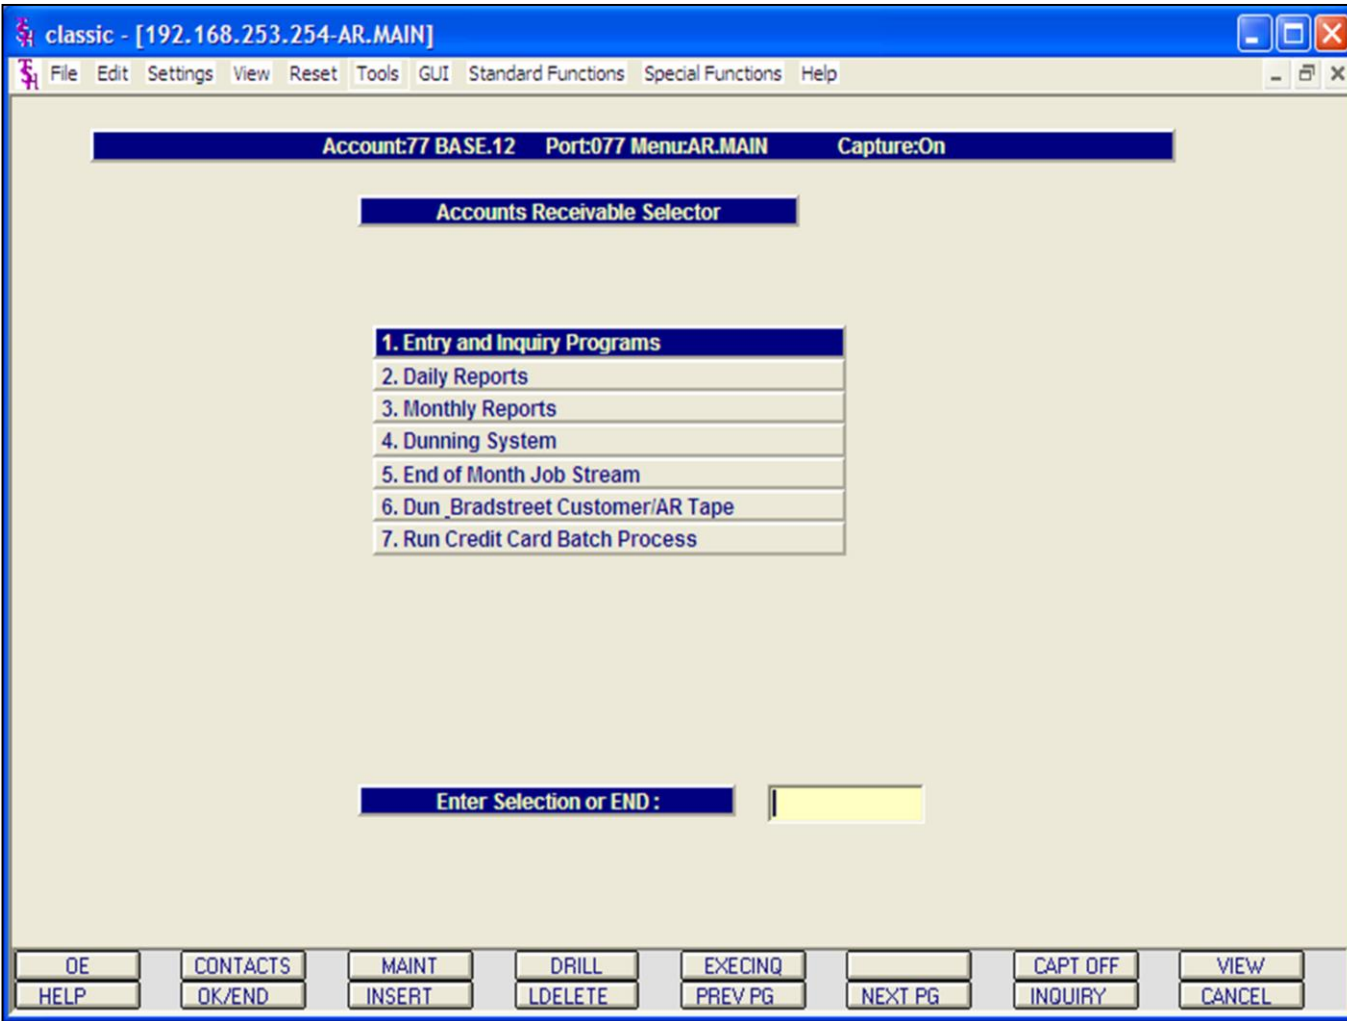 classic - [192.168.253.254-AR.MAIN]
File Edit Settings View Reset Tools GUI Standard Functions Special Functions Help
Account:77 BASE.12 Port:077 Menu:AR.MAIN Capture:On
Accounts Receivable Selector
1. Entry and Inquiry Programs
2. Daily Reports
3. Monthly Reports
4. Dunning System
5. End of Month Job Stream
6. Dun_Bradstreet Customer/AR Tape
7. Run Credit Card Batch Process
Enter Selection or END :
OE CONTACTS MAINT DRILL EXECINQ CAPT OFF VIEW
HELP OK/END INSERT LDELETE PREV PG NEXT PG INQUIRY CANCEL